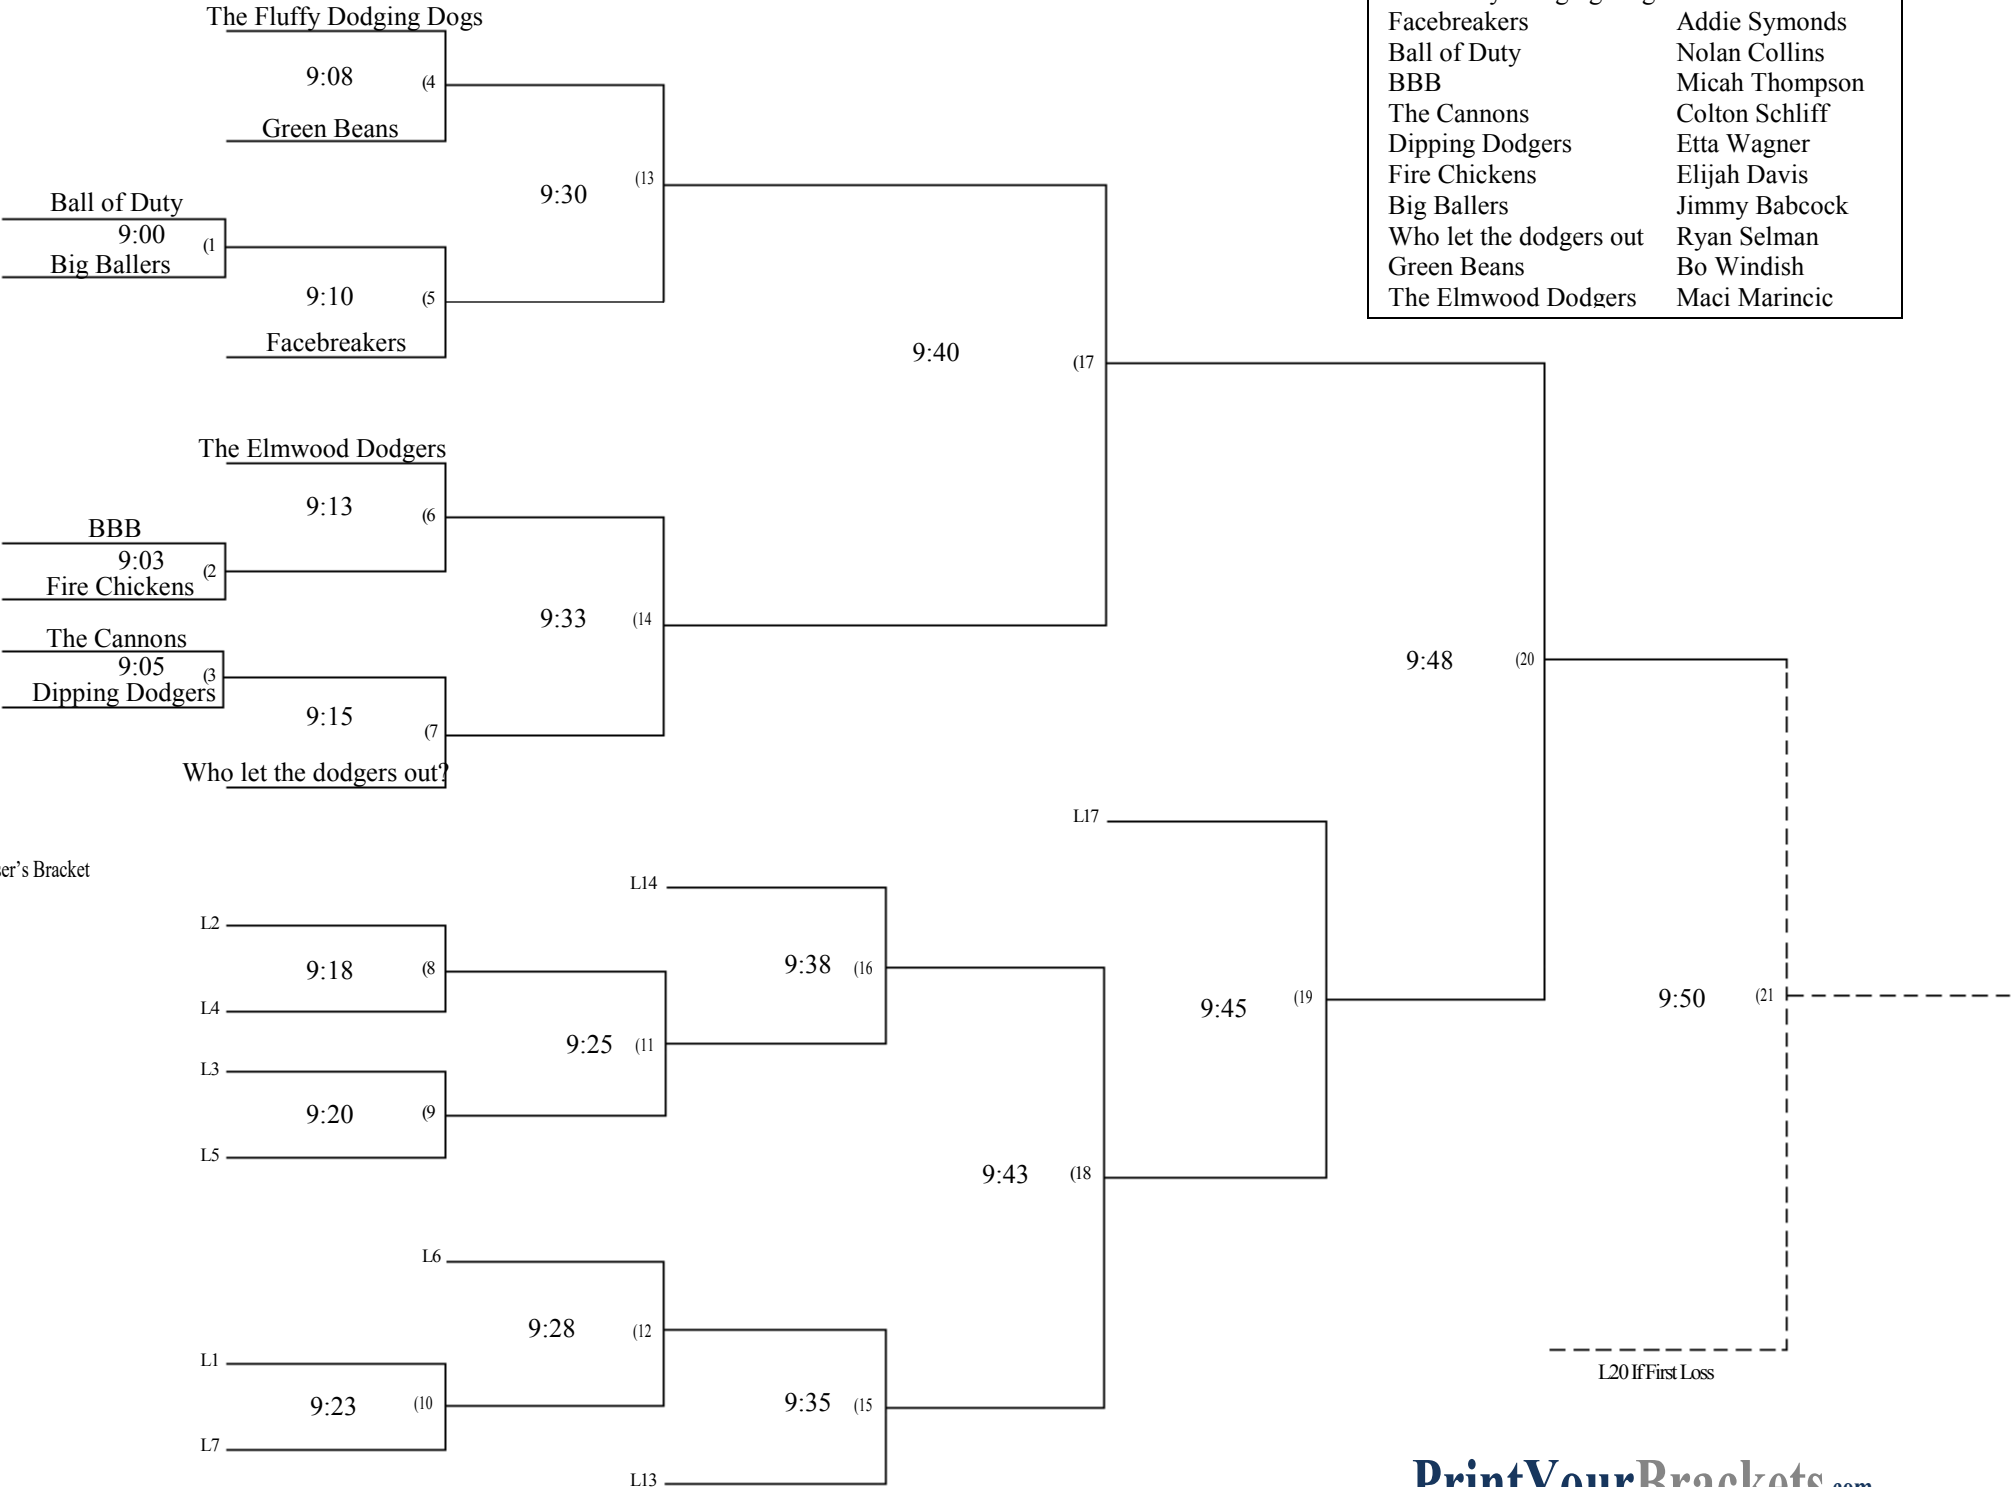 The Fluffy Dodging Dogs
9:08 (4
Green Beans
9:30 (13
Ball of Duty
9:00 (1
Big Ballers
9:10 (5
Facebreakers
9:40 (17
The Elmwood Dodgers
9:13 (6
BBB
9:03 (2
Fire Chickens
9:33 (14
The Cannons
9:05 (3
Dipping Dodgers
9:15 (7
Who let the dodgers out?
9:48 (20
Facebreakers Addie Symonds
Ball of Duty Nolan Collins
BBB Micah Thompson
The Cannons Colton Schliff
Dipping Dodgers Etta Wagner
Fire Chickens Elijah Davis
Big Ballers Jimmy Babcock
Who let the dodgers out Ryan Selman
Green Beans Bo Windish
The Elmwood Dodgers Maci Marincic
er's Bracket
L17
L14
L2
9:18 (8
L4
9:38 (16
9:25 (11
L3
9:20 (9
L5
9:45 (19
9:50 (21
9:43 (18
L6
9:28 (12
L1
9:23 (10
L7
9:35 (15
L13
L20 If First Loss
PrintYourBrackets.com